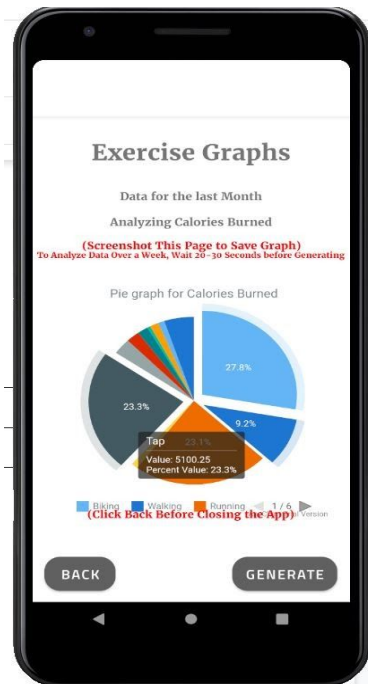 Exercise Graphs
Data for the last Month
Analyzing Calories Burned
(Screenshot This Page to Save Graph)
To Analyze Data Over a Week, Wait 20-30 Seconds before Generating
Pie graph for Calories Burned
27.8%
23.3%
9.2%
Tap
23.1%
Value: 5100.25
Percent Value: 23.3%
Biking Walking Running 1 / 6
(Click Back Before Closing the App)
Version
BACK GENERATE